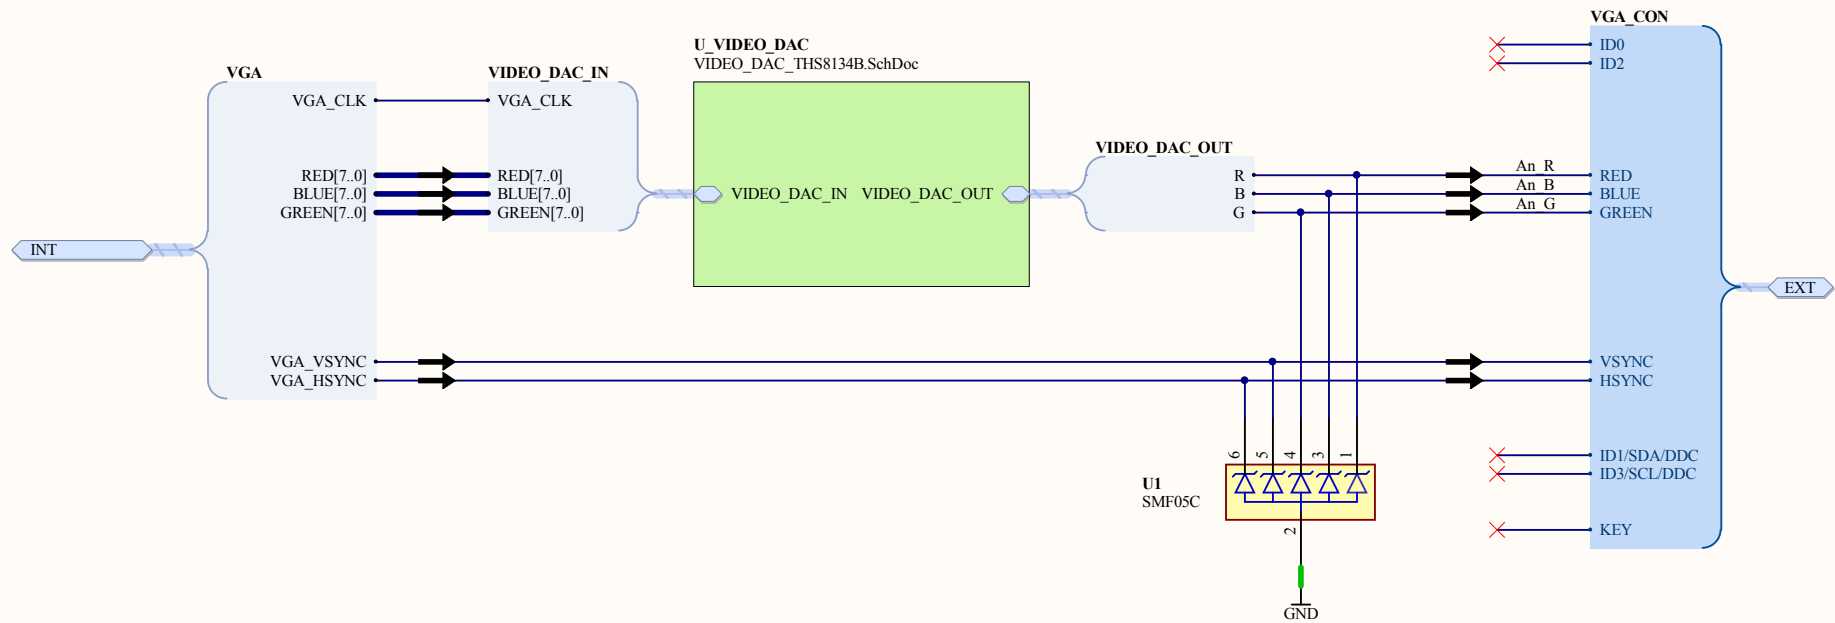 VGA_CON
U_VIDEO_DAC
VIDEO_DAC_THS8134B.SchDoc
ID0
ID2
VGA
VIDEO_DAC_IN
VGA_CLK
VGA_CLK
VIDEO_DAC_OUT
RED[7..0]
RED[7..0]
BLUE[7..0]
BLUE[7..0]
GREEN[7..0]
GREEN[7..0]
VIDEO_DAC_IN
VIDEO_DAC_OUT
R
B
G
An_R
An_B
An_G
RED
BLUE
GREEN
INT
EXT
VGA_VSYNC
VGA_HSYNC
VSYNC
HSYNC
6
5
4
3
1
ID1/SDA/DDC
ID3/SCL/DDC
U1
SMF05C
2
KEY
GND